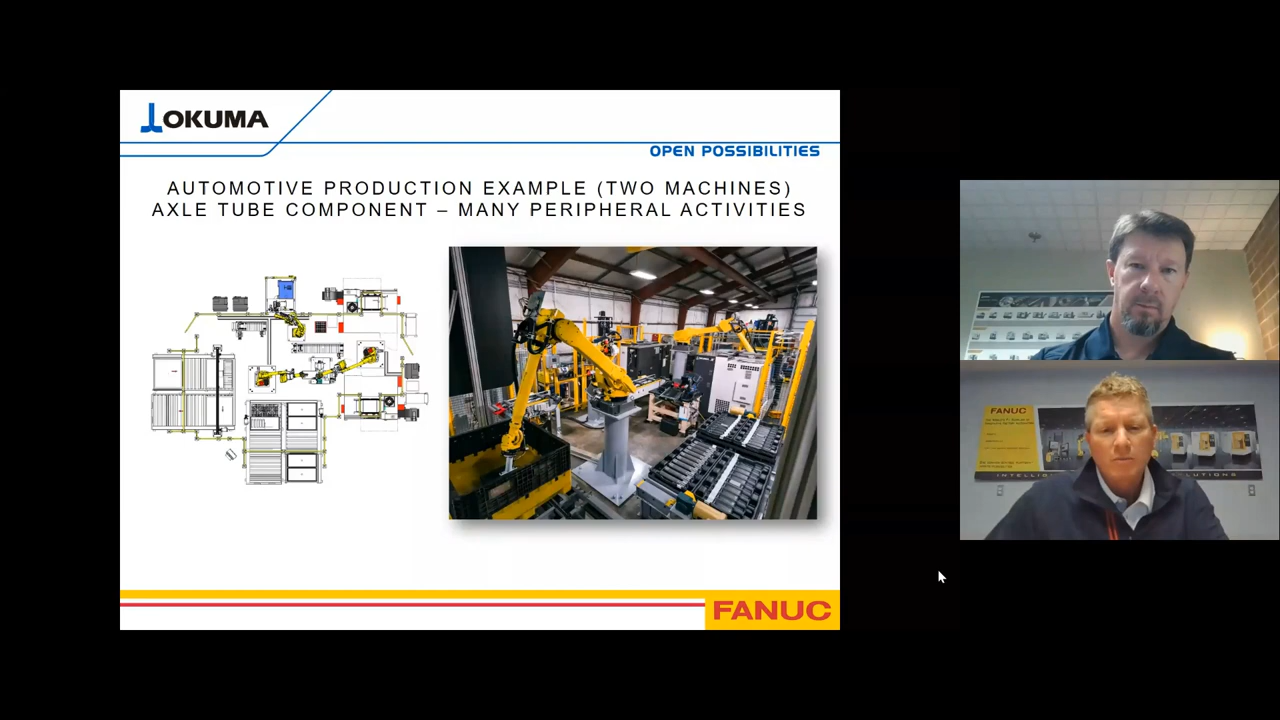 OKUMA
OPEN POSSIBILITIES
AUTOMOTIVE PRODUCTION EXAMPLE (TWO MACHINES)
AXLE TUBE COMPONENT – MANY PERIPHERAL ACTIVITIES
FANUC
FANUC